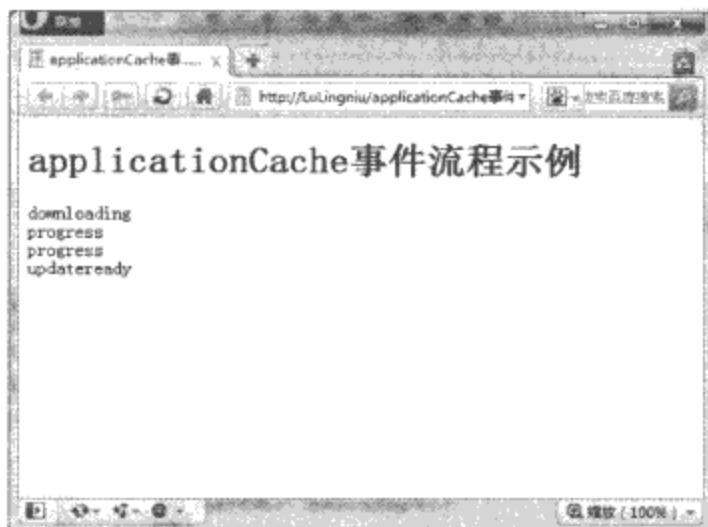 applicationCache事.....
http://LuLingniu/applicationCache事件
applicationCache事件流程示例
downloading
progress
progress
updateready
缩放 (100%)